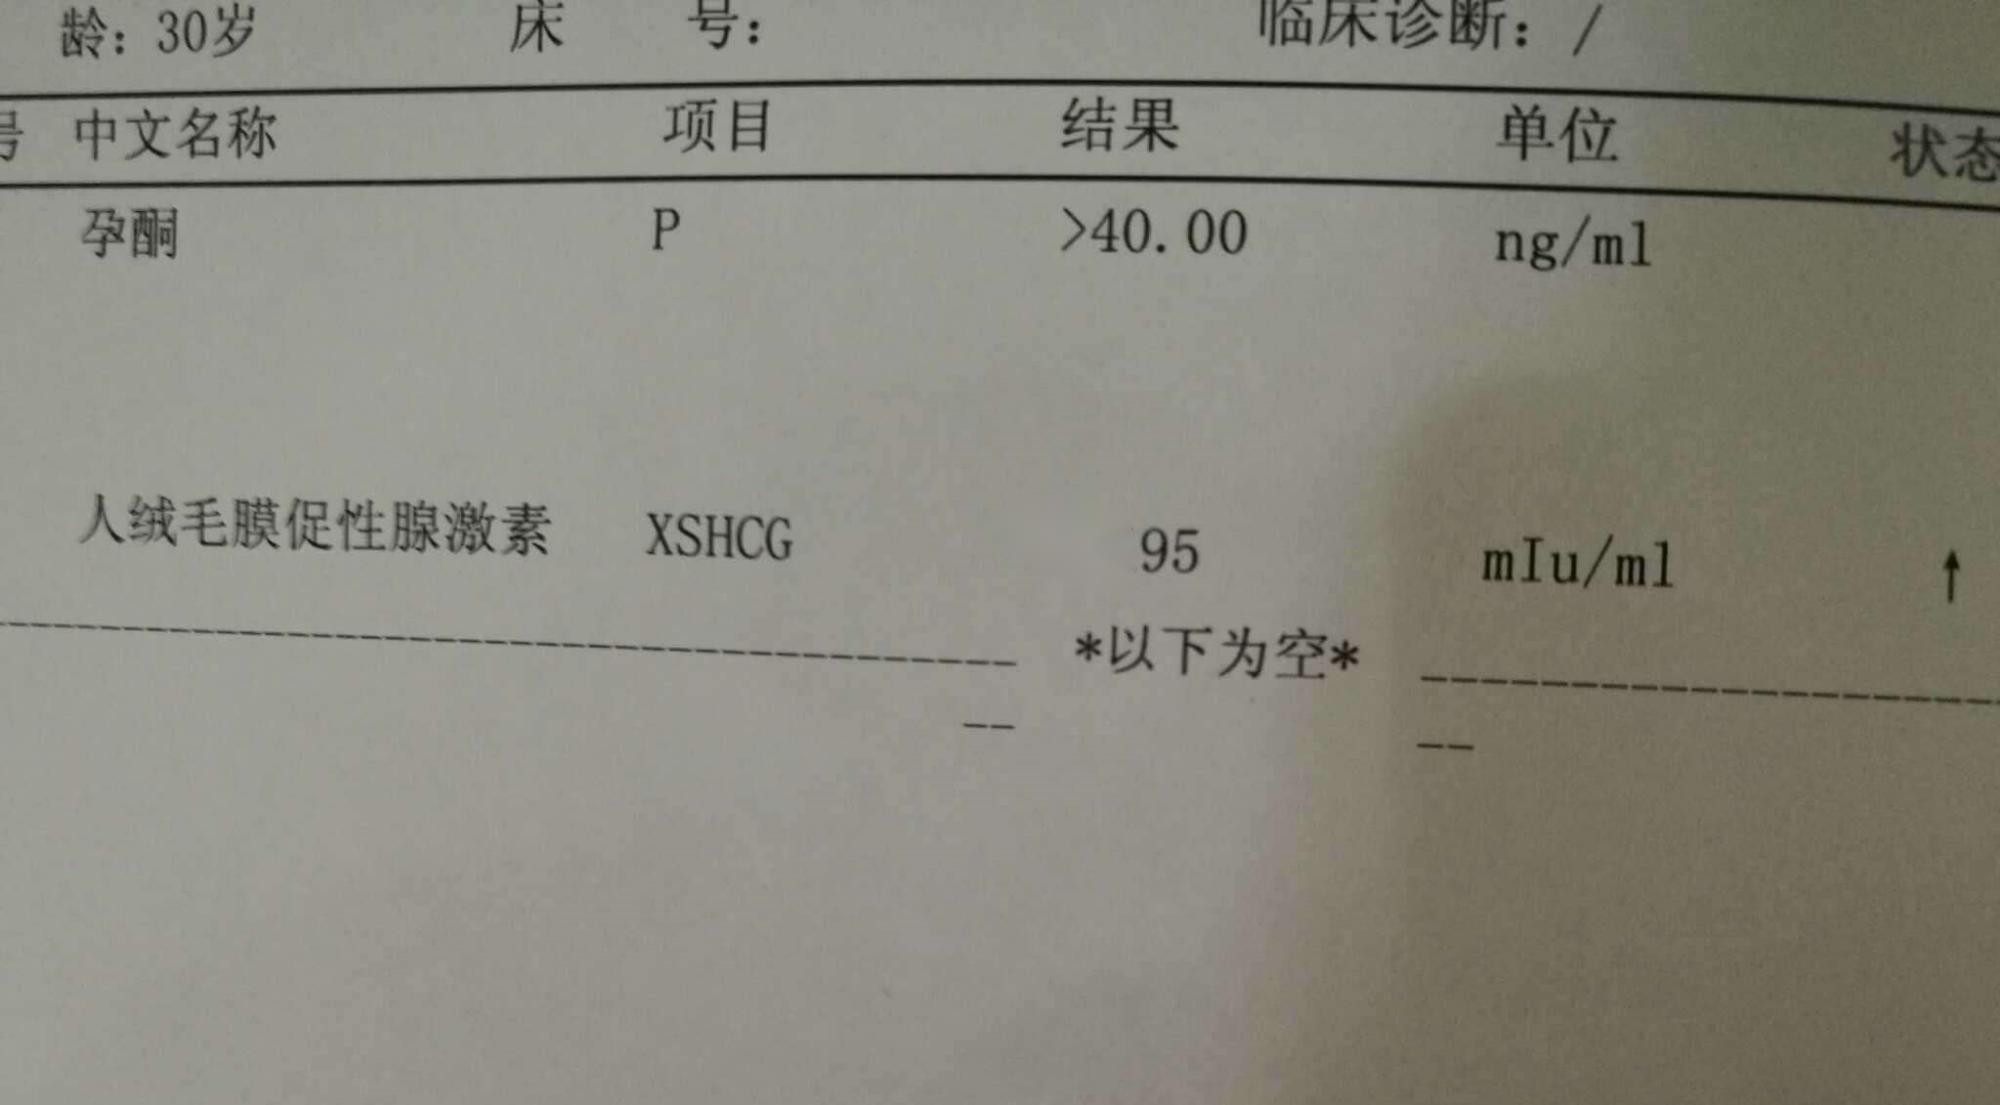 龄: 30岁 床 号: 临床诊断: /
号 中文名称 项目 结果 单位 状态
孕酮 P >40.00 ng/ml
人绒毛膜促性腺激素 XSHCG 95 mIu/ml ↑
*以下为空*